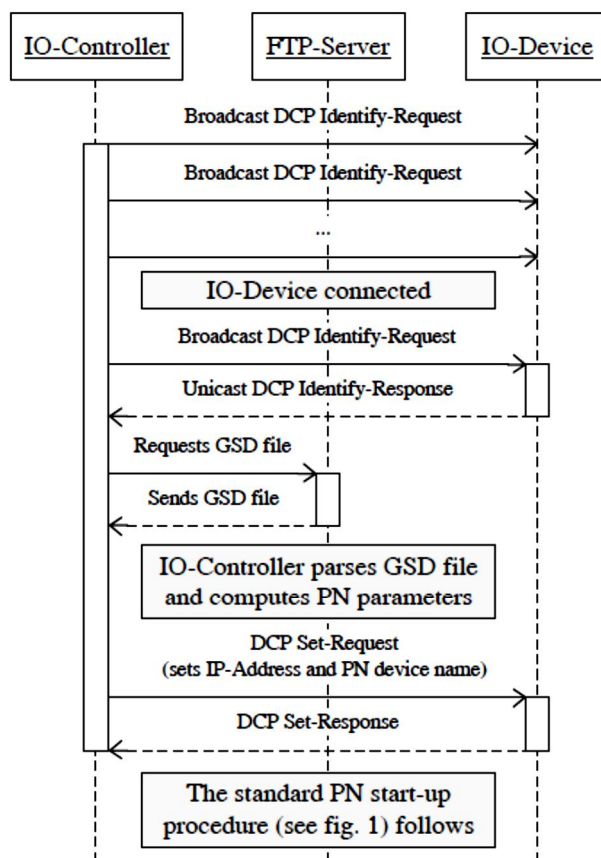 IO-Controller
FTP-Server
IO-Device
Broadcast DCP Identify-Request
Broadcast DCP Identify-Request
...
IO-Device connected
Broadcast DCP Identify-Request
Unicast DCP Identify-Response
Requests GSD file
Sends GSD file
IO-Controller parses GSD file
and computes PN parameters
DCP Set-Request
(sets IP-Address and PN device name)
DCP Set-Response
The standard PN start-up
procedure (see fig. 1) follows